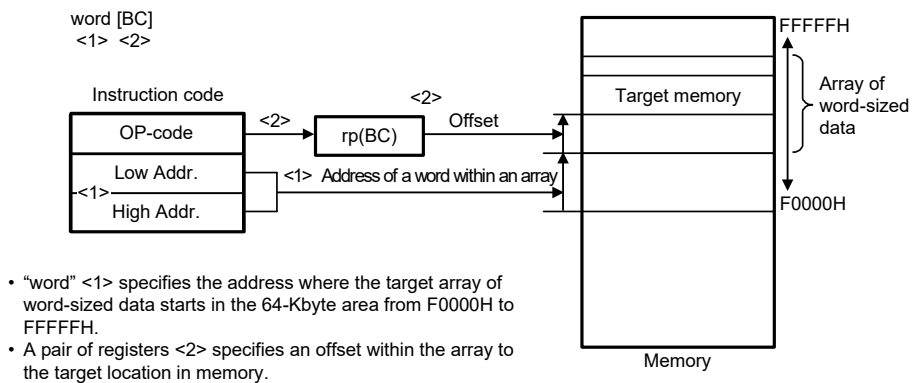 word [BC]
<1> <2>
Instruction code
OP-code
Low Addr.
<1>
High Addr.
<2>
rp(BC)
<2>
Offset
<1> Address of a word within an array
Target memory
FFFFFH
Array of
word-sized
data
F0000H
Memory
• “word” <1> specifies the address where the target array of
word-sized data starts in the 64-Kbyte area from F0000H to
FFFFFH.
• A pair of registers <2> specifies an offset within the array to
the target location in memory.